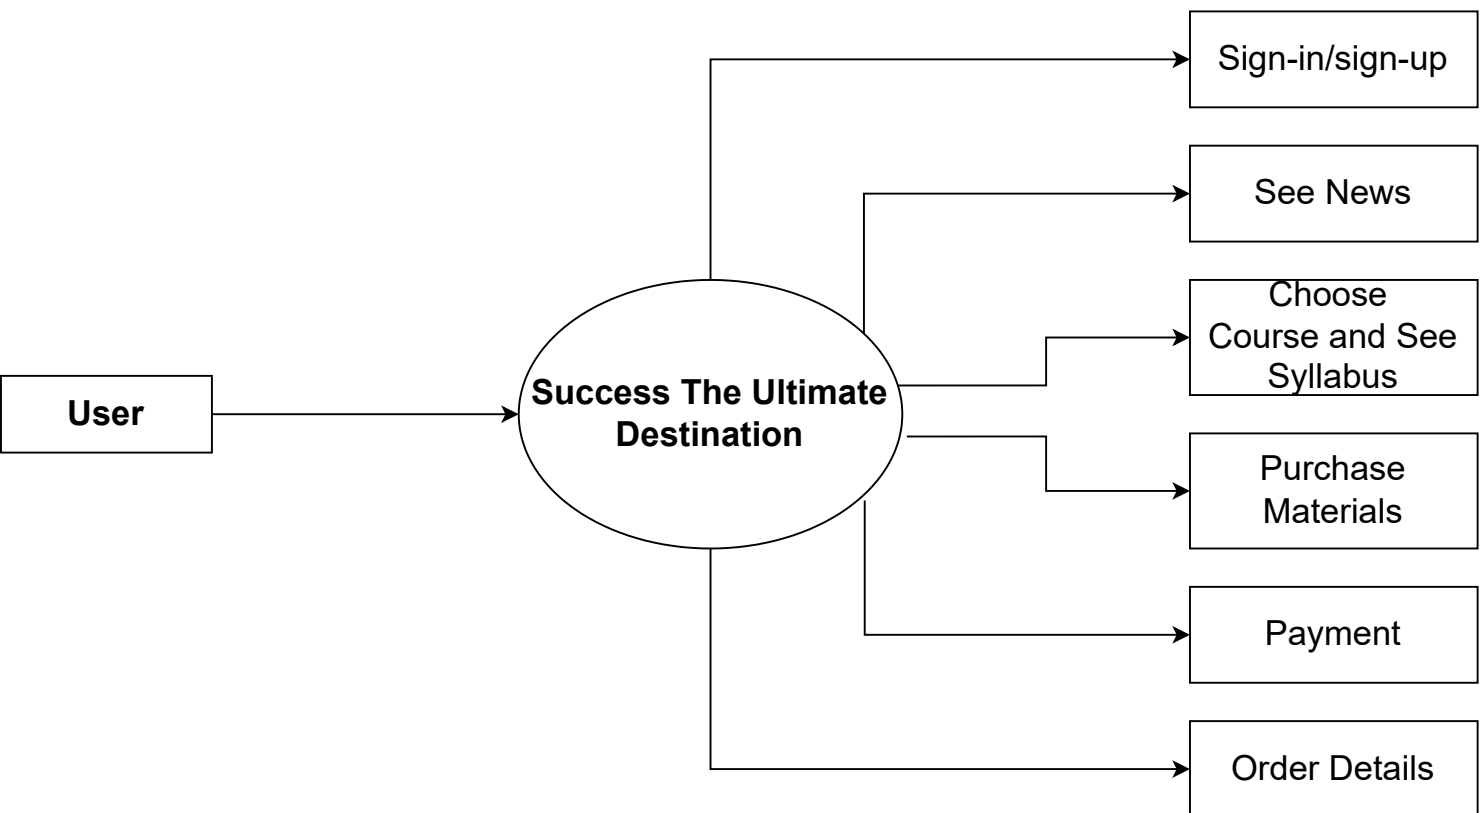 Sign-in/sign-up
See News
Choose
Course and See
Syllabus
User
Success The Ultimate
Destination
Purchase
Materials
Payment
Order Details